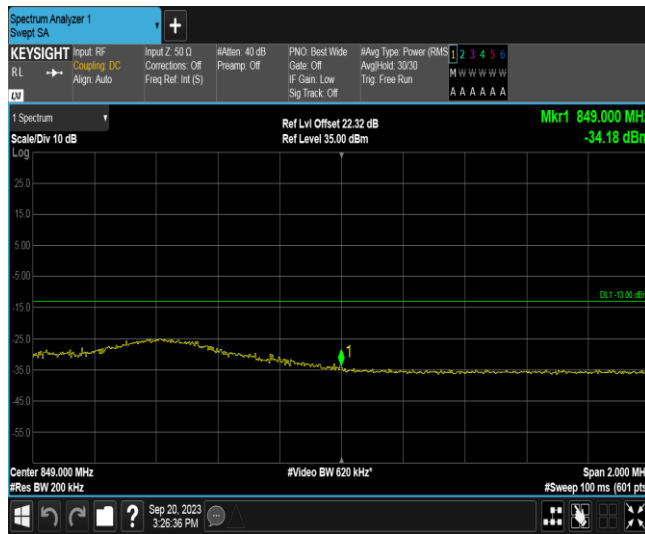 Spectrum Analyzer 1
Swept SA
+
KEYSIGHT
RL
LXI
Input: RF
Coupling: DC
Align: Auto
Input Z: 50 Ω
Corrections: Off
Freq Ref: Int (S)
#Atten: 40 dB
Preamp: Off
PNO: Best Wide
Gate: Off
IF Gain: Low
Sig Track: Off
#Avg Type: Power (RMS
Avg|Hold: 30/30
Trig: Free Run
1 2 3 4 5 6
M W W W W W
A A A A A A
1 Spectrum
Scale/Div 10 dB
Log
Ref Lvl Offset 22.32 dB
Ref Level 35.00 dBm
Mkr1 849.000 MH
-34.18 dBm
25.0
15.0
5.00
-5.00
-15.0
-25.0
-35.0
-45.0
-55.0
DL1 -13.00 dBm
1
Center 849.000 MHz
#Res BW 200 kHz
#Video BW 620 kHz*
Span 2.000 MH
#Sweep 100 ms (601 pts
?
Sep 20, 2023
3:26:36 PM